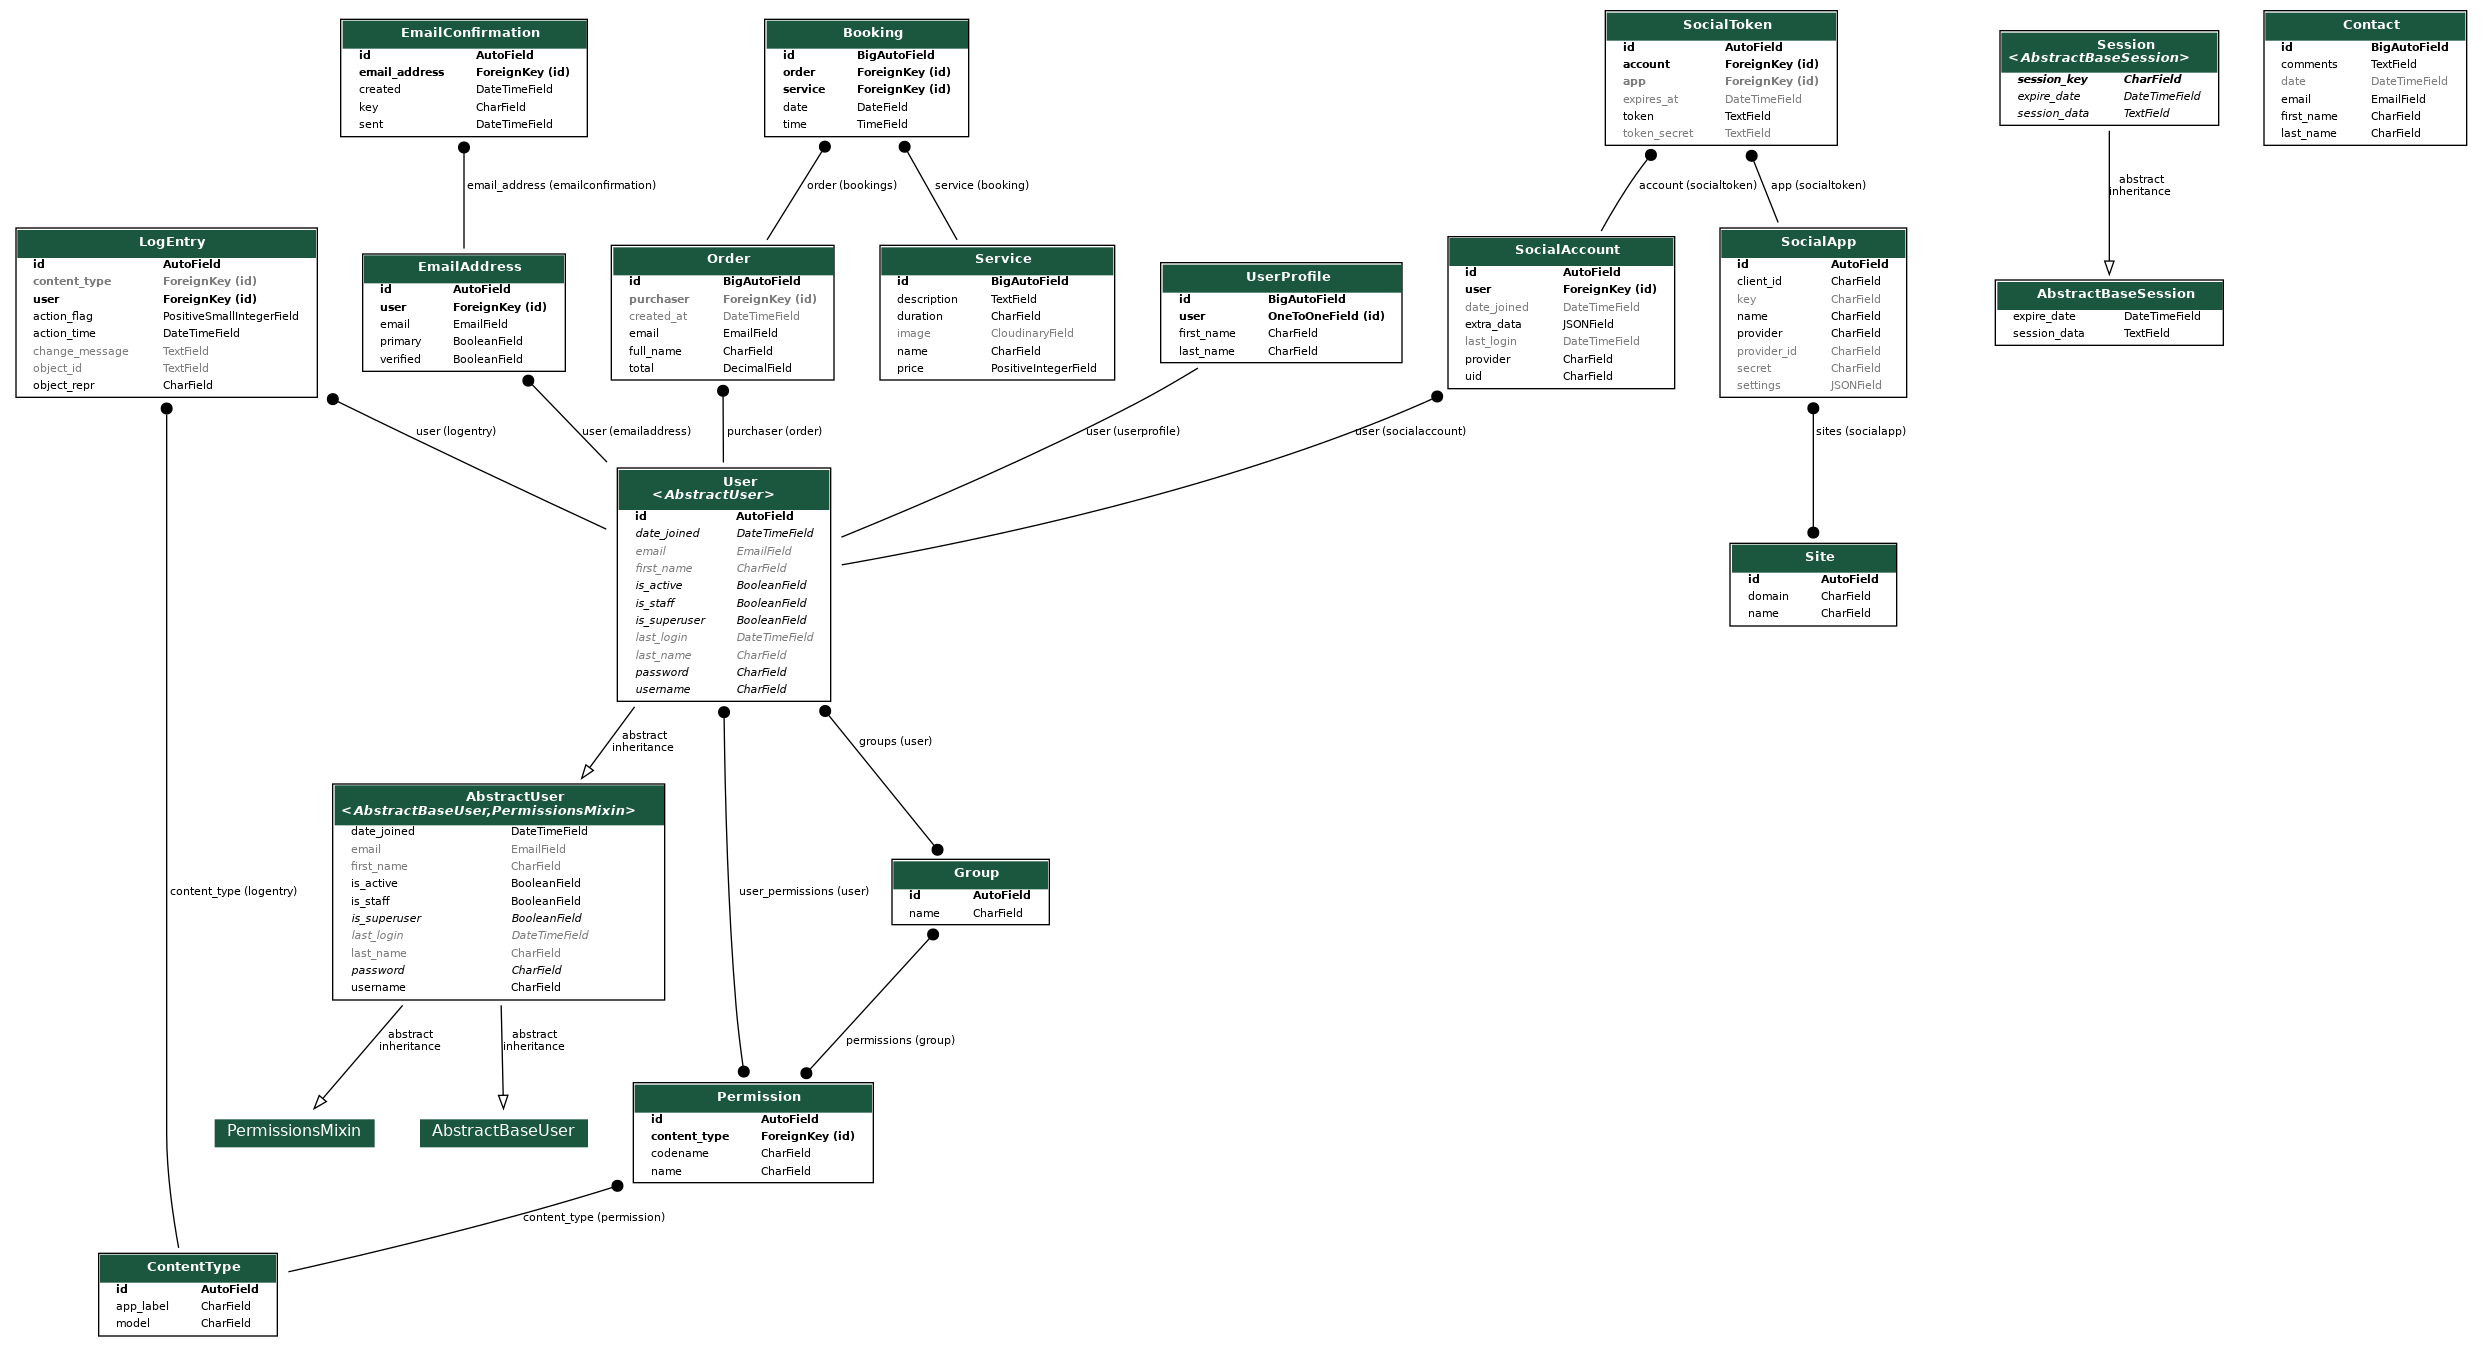 EmailConfirmation
id AutoField
email_address ForeignKey (id)
created DateTimeField
key CharField
sent DateTimeField
Booking
id BigAutoField
order ForeignKey (id)
service ForeignKey (id)
date DateField
time TimeField
SocialToken
id AutoField
account ForeignKey (id)
app ForeignKey (id)
expires_at DateTimeField
token TextField
token_secret TextField
Session
<AbstractBaseSession>
session_key CharField
expire_date DateTimeField
session_data TextField
Contact
id BigAutoField
comments TextField
date DateTimeField
email EmailField
first_name CharField
last_name CharField
email_address (emailconfirmation)
order (bookings)
service (booking)
account (socialtoken)
app (socialtoken)
abstract
inheritance
LogEntry
id AutoField
content_type ForeignKey (id)
user ForeignKey (id)
action_flag PositiveSmallIntegerField
action_time DateTimeField
change_message TextField
object_id TextField
object_repr CharField
EmailAddress
id AutoField
user ForeignKey (id)
email EmailField
primary BooleanField
verified BooleanField
Order
id BigAutoField
purchaser ForeignKey (id)
created_at DateTimeField
email EmailField
full_name CharField
total DecimalField
Service
id BigAutoField
description TextField
duration CharField
image CloudinaryField
name CharField
price PositiveIntegerField
UserProfile
id BigAutoField
user OneToOneField (id)
first_name CharField
last_name CharField
SocialAccount
id AutoField
user ForeignKey (id)
date_joined DateTimeField
extra_data JSONField
last_login DateTimeField
provider CharField
uid CharField
SocialApp
id AutoField
client_id CharField
key CharField
name CharField
provider CharField
provider_id CharField
secret CharField
settings JSONField
AbstractBaseSession
expire_date DateTimeField
session_data TextField
user (logentry)
user (emailaddress)
purchaser (order)
user (userprofile)
user (socialaccount)
sites (socialapp)
User
<AbstractUser>
id AutoField
date_joined DateTimeField
email EmailField
first_name CharField
is_active BooleanField
is_staff BooleanField
is_superuser BooleanField
last_login DateTimeField
last_name CharField
password CharField
username CharField
Site
id AutoField
domain CharField
name CharField
abstract
inheritance
groups (user)
AbstractUser
<AbstractBaseUser,PermissionsMixin>
date_joined DateTimeField
email EmailField
first_name CharField
is_active BooleanField
is_staff BooleanField
is_superuser BooleanField
last_login DateTimeField
last_name CharField
password CharField
username CharField
content_type (logentry)
user_permissions (user)
Group
id AutoField
name CharField
abstract
inheritance
abstract
inheritance
permissions (group)
PermissionsMixin
AbstractBaseUser
Permission
id AutoField
content_type ForeignKey (id)
codename CharField
name CharField
content_type (permission)
ContentType
id AutoField
app_label CharField
model CharField